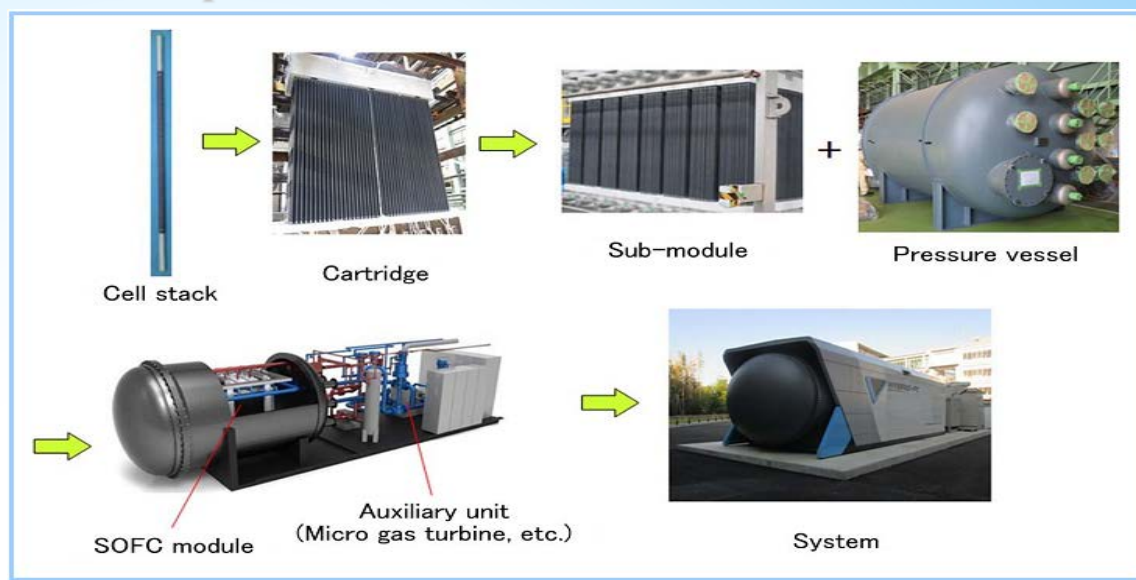 Cell stack
Cartridge
Sub-module
+
Pressure vessel
SOFC module
Auxiliary unit
(Micro gas turbine, etc.)
System